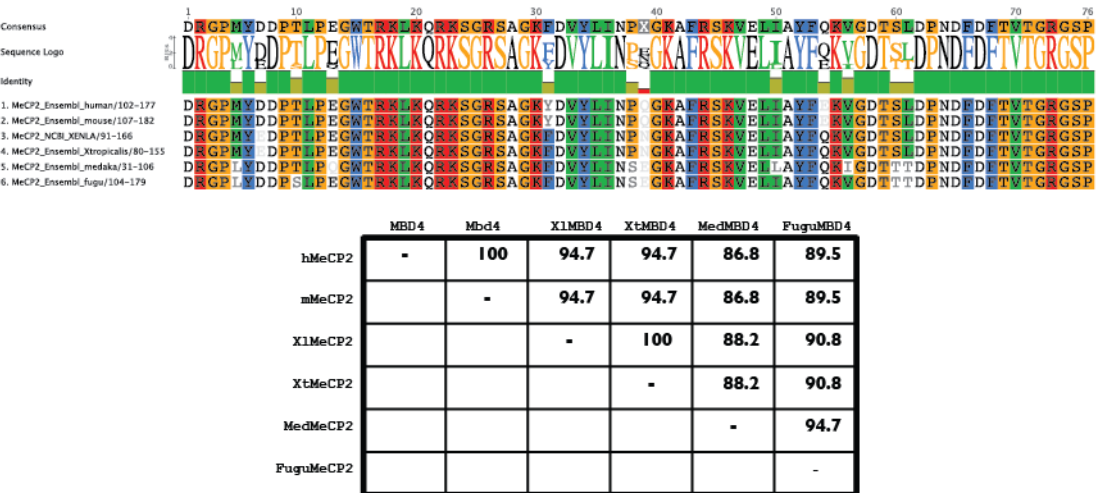 1 10 20 30 40 50 60 70 76
Consensus DRGPMYDDPTLPEGWTRKLKQRKSGRSAGKFDVYLINPXGKAFRSKVELIAYFQKVGDTSLDPNDFDFTVTGRGSP
Sequence Logo
Identity
1. MeCP2_Ensembl_human/102-177 DRGPMYDDPTLPEGWTRKLKQRKSGRSAGKYDVYLINPQGKAFRSKVELIAYFEKVGDTSLDPNDFDFTVTGRGSP
2. MeCP2_Ensembl_mouse/107-182 DRGPMYDDPTLPEGWTRKLKQRKSGRSAGKYDVYLINPQGKAFRSKVELIAYFEKVGDTSLDPNDFDFTVTGRGSP
3. MeCP2_NCBI_XENLA/91-166 DRGPMYEDPTLPEGWTRKLKQRKSGRSAGKFDVYLINPEGKAFRSKVELIAYFQKVGDTSLDPNDFDFTVTGRGSP
4. MeCP2_Ensembl_Xtropicalis/80-155 DRGPMYEDPTLPEGWTRKLKQRKSGRSAGKFDVYLINPEGKAFRSKVELIAYFQKVGDTSLDPNDFDFTVTGRGSP
5. MeCP2_Ensembl_medaka/31-106 DRGPLYDDPTLPQGWTRKLKQRKSGRSAGKFDVYLINSEGKAFRSKVELLAYFQKIGDTTTDPNDFDFTVTGRGSP
6. MeCP2_Ensembl_fugu/104-179 DRGPLYDDPSLPEGWTRKLKQRKSGRSAGKFDVYLINSEGKAFRSKVELIAYFQKVGDTTTDPNDFDFTVTGRGSP
MBD4 Mbd4 XlMBD4 XtMBD4 MedMBD4 FuguMBD4
hMeCP2 - 100 94.7 94.7 86.8 89.5
mMeCP2 - 94.7 94.7 86.8 89.5
XlMeCP2 - 100 88.2 90.8
XtMeCP2 - 88.2 90.8
MedMeCP2 - 94.7
FuguMeCP2 -